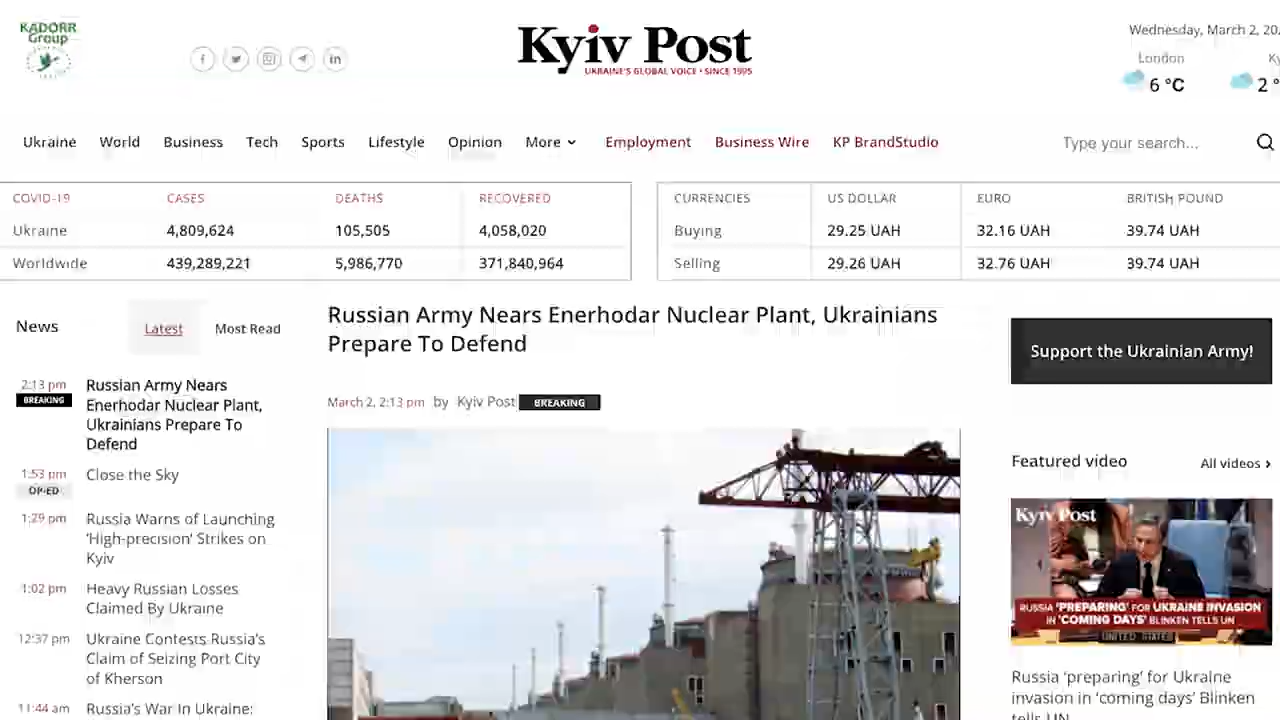 KADORR
Group
Kyiv Post
UKRAINE'S GLOBAL VOICE • SINCE 1995
Wednesday, March 2, 20
London
Ky
6 °C
2 °
Ukraine World Business Tech Sports Lifestyle Opinion More Employment Business Wire KP BrandStudio Type your search...
COVID-19 CASES DEATHS RECOVERED
Ukraine 4,809,624 105,505 4,058,020
Worldwide 439,289,221 5,986,770 371,840,964
CURRENCIES US DOLLAR EURO BRITISH POUND
Buying 29.25 UAH 32.16 UAH 39.74 UAH
Selling 29.26 UAH 32.76 UAH 39.74 UAH
News Latest Most Read
2:13 pm BREAKING
Russian Army Nears
Enerhodar Nuclear Plant,
Ukrainians Prepare To
Defend
1:53 pm Close the Sky
OP-ED
1:29 pm Russia Warns of Launching
'High-precision' Strikes on
Kyiv
1:02 pm Heavy Russian Losses
Claimed By Ukraine
12:37 pm Ukraine Contests Russia's
Claim of Seizing Port City
of Kherson
11:44 am Russia's War In Ukraine:
Russian Army Nears Enerhodar Nuclear Plant, Ukrainians
Prepare To Defend
March 2, 2:13 pm by Kyiv Post BREAKING
Support the Ukrainian Army!
Featured video All videos ›
Kyiv Post
RUSSIA 'PREPARING' FOR UKRAINE INVASION
IN 'COMING DAYS' BLINKEN TELLS UN
UNITED STATES
Russia 'preparing' for Ukraine
invasion in 'coming days' Blinken
tells UN